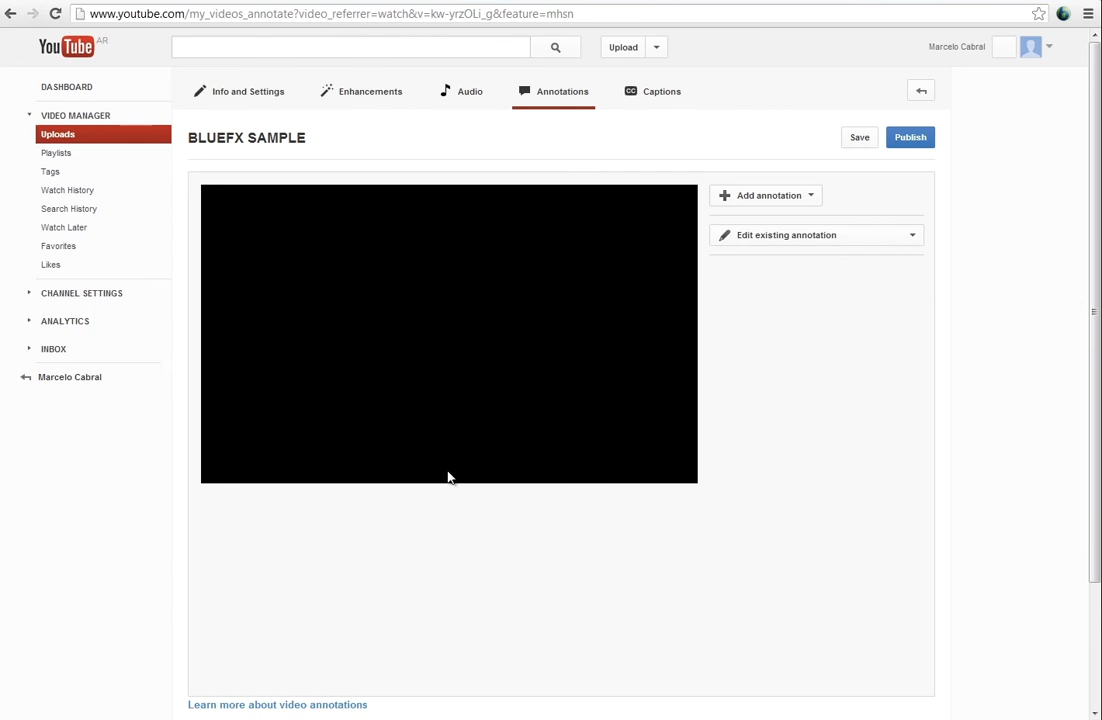 www.youtube.com/my_videos_annotate?video_referrer=watch&v=kw-yrzOLi_g&feature=mhsn
YouTube AR
Upload
Marcelo Cabral
DASHBOARD
VIDEO MANAGER
Uploads
Playlists
Tags
Watch History
Search History
Watch Later
Favorites
Likes
CHANNEL SETTINGS
ANALYTICS
INBOX
Marcelo Cabral
Info and Settings
Enhancements
Audio
Annotations
CC Captions
BLUEFX SAMPLE
Save
Publish
Add annotation
Edit existing annotation
Learn more about video annotations